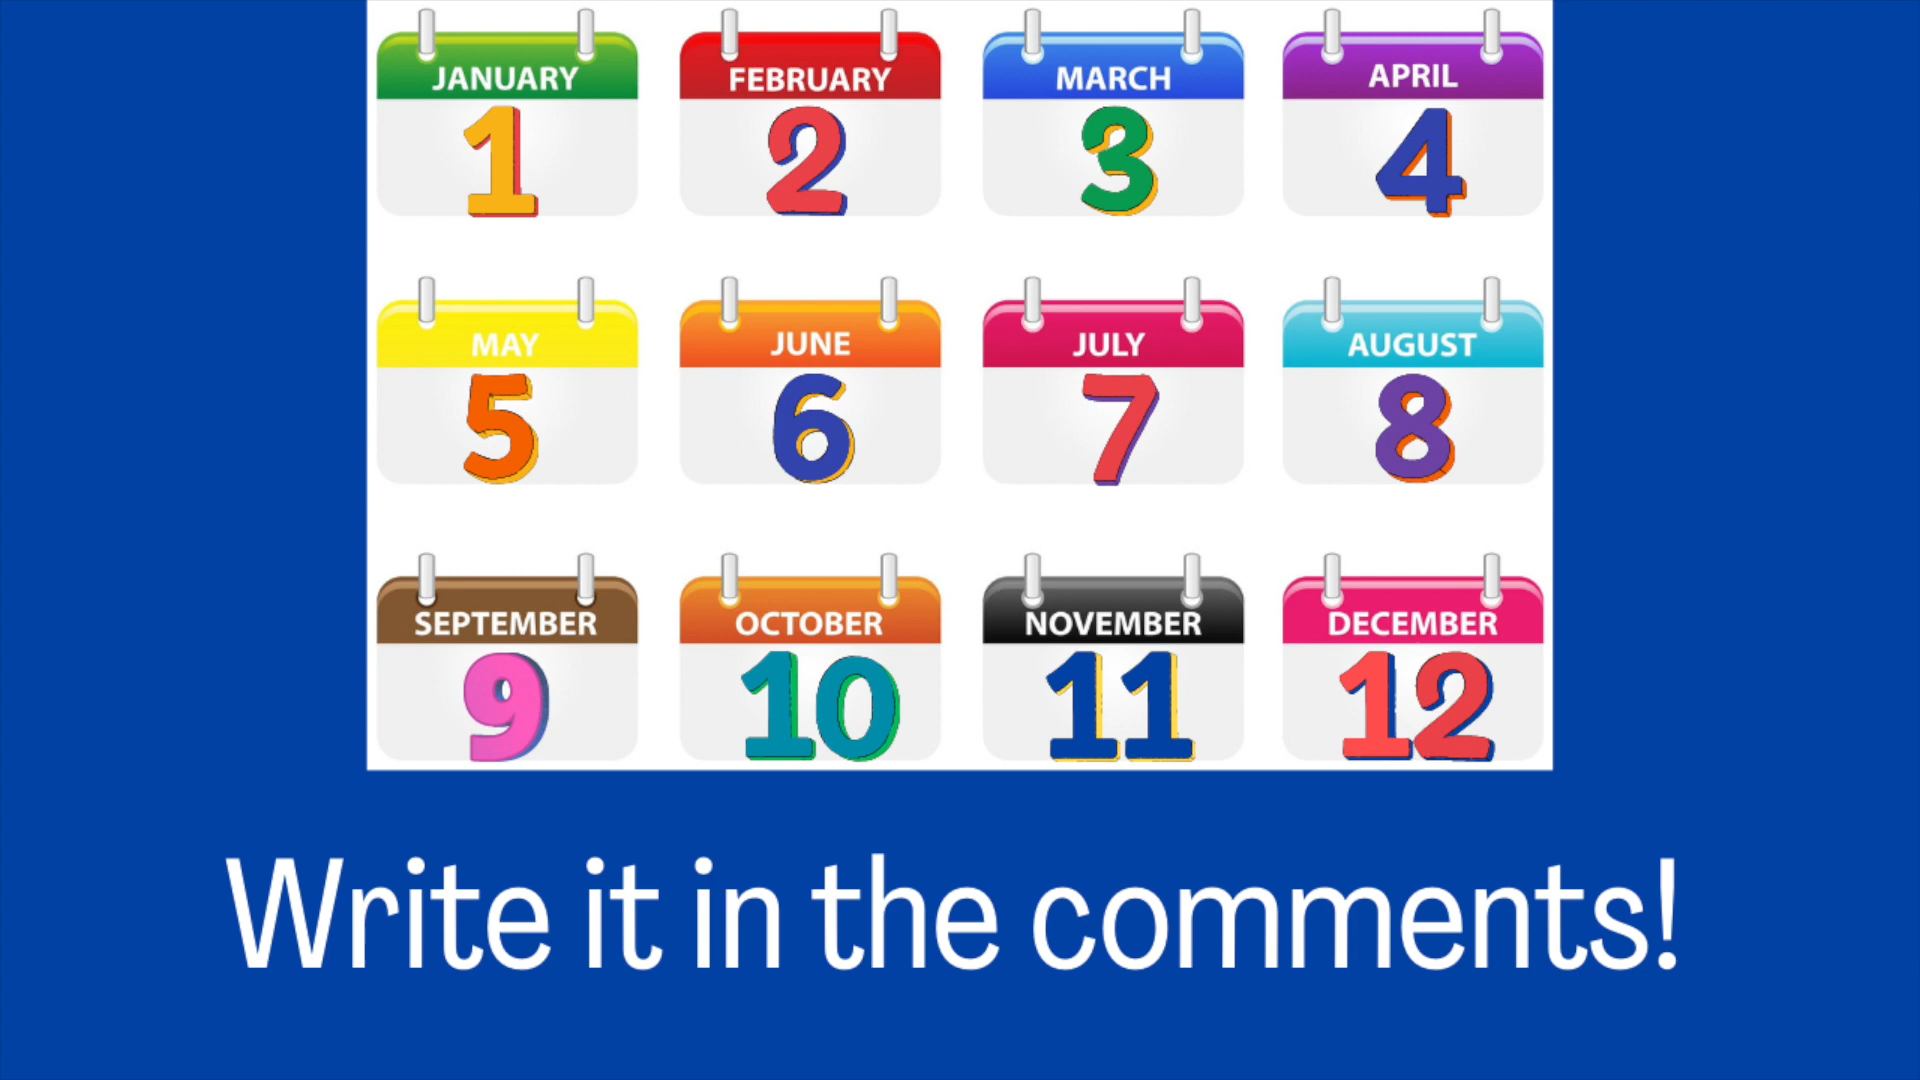 JANUARY FEBRUARY MARCH APRIL
1 2 3 4
MAY JUNE JULY AUGUST
5 6 7 8
SEPTEMBER OCTOBER NOVEMBER DECEMBER
9 10 11 12
Write it in the comments!